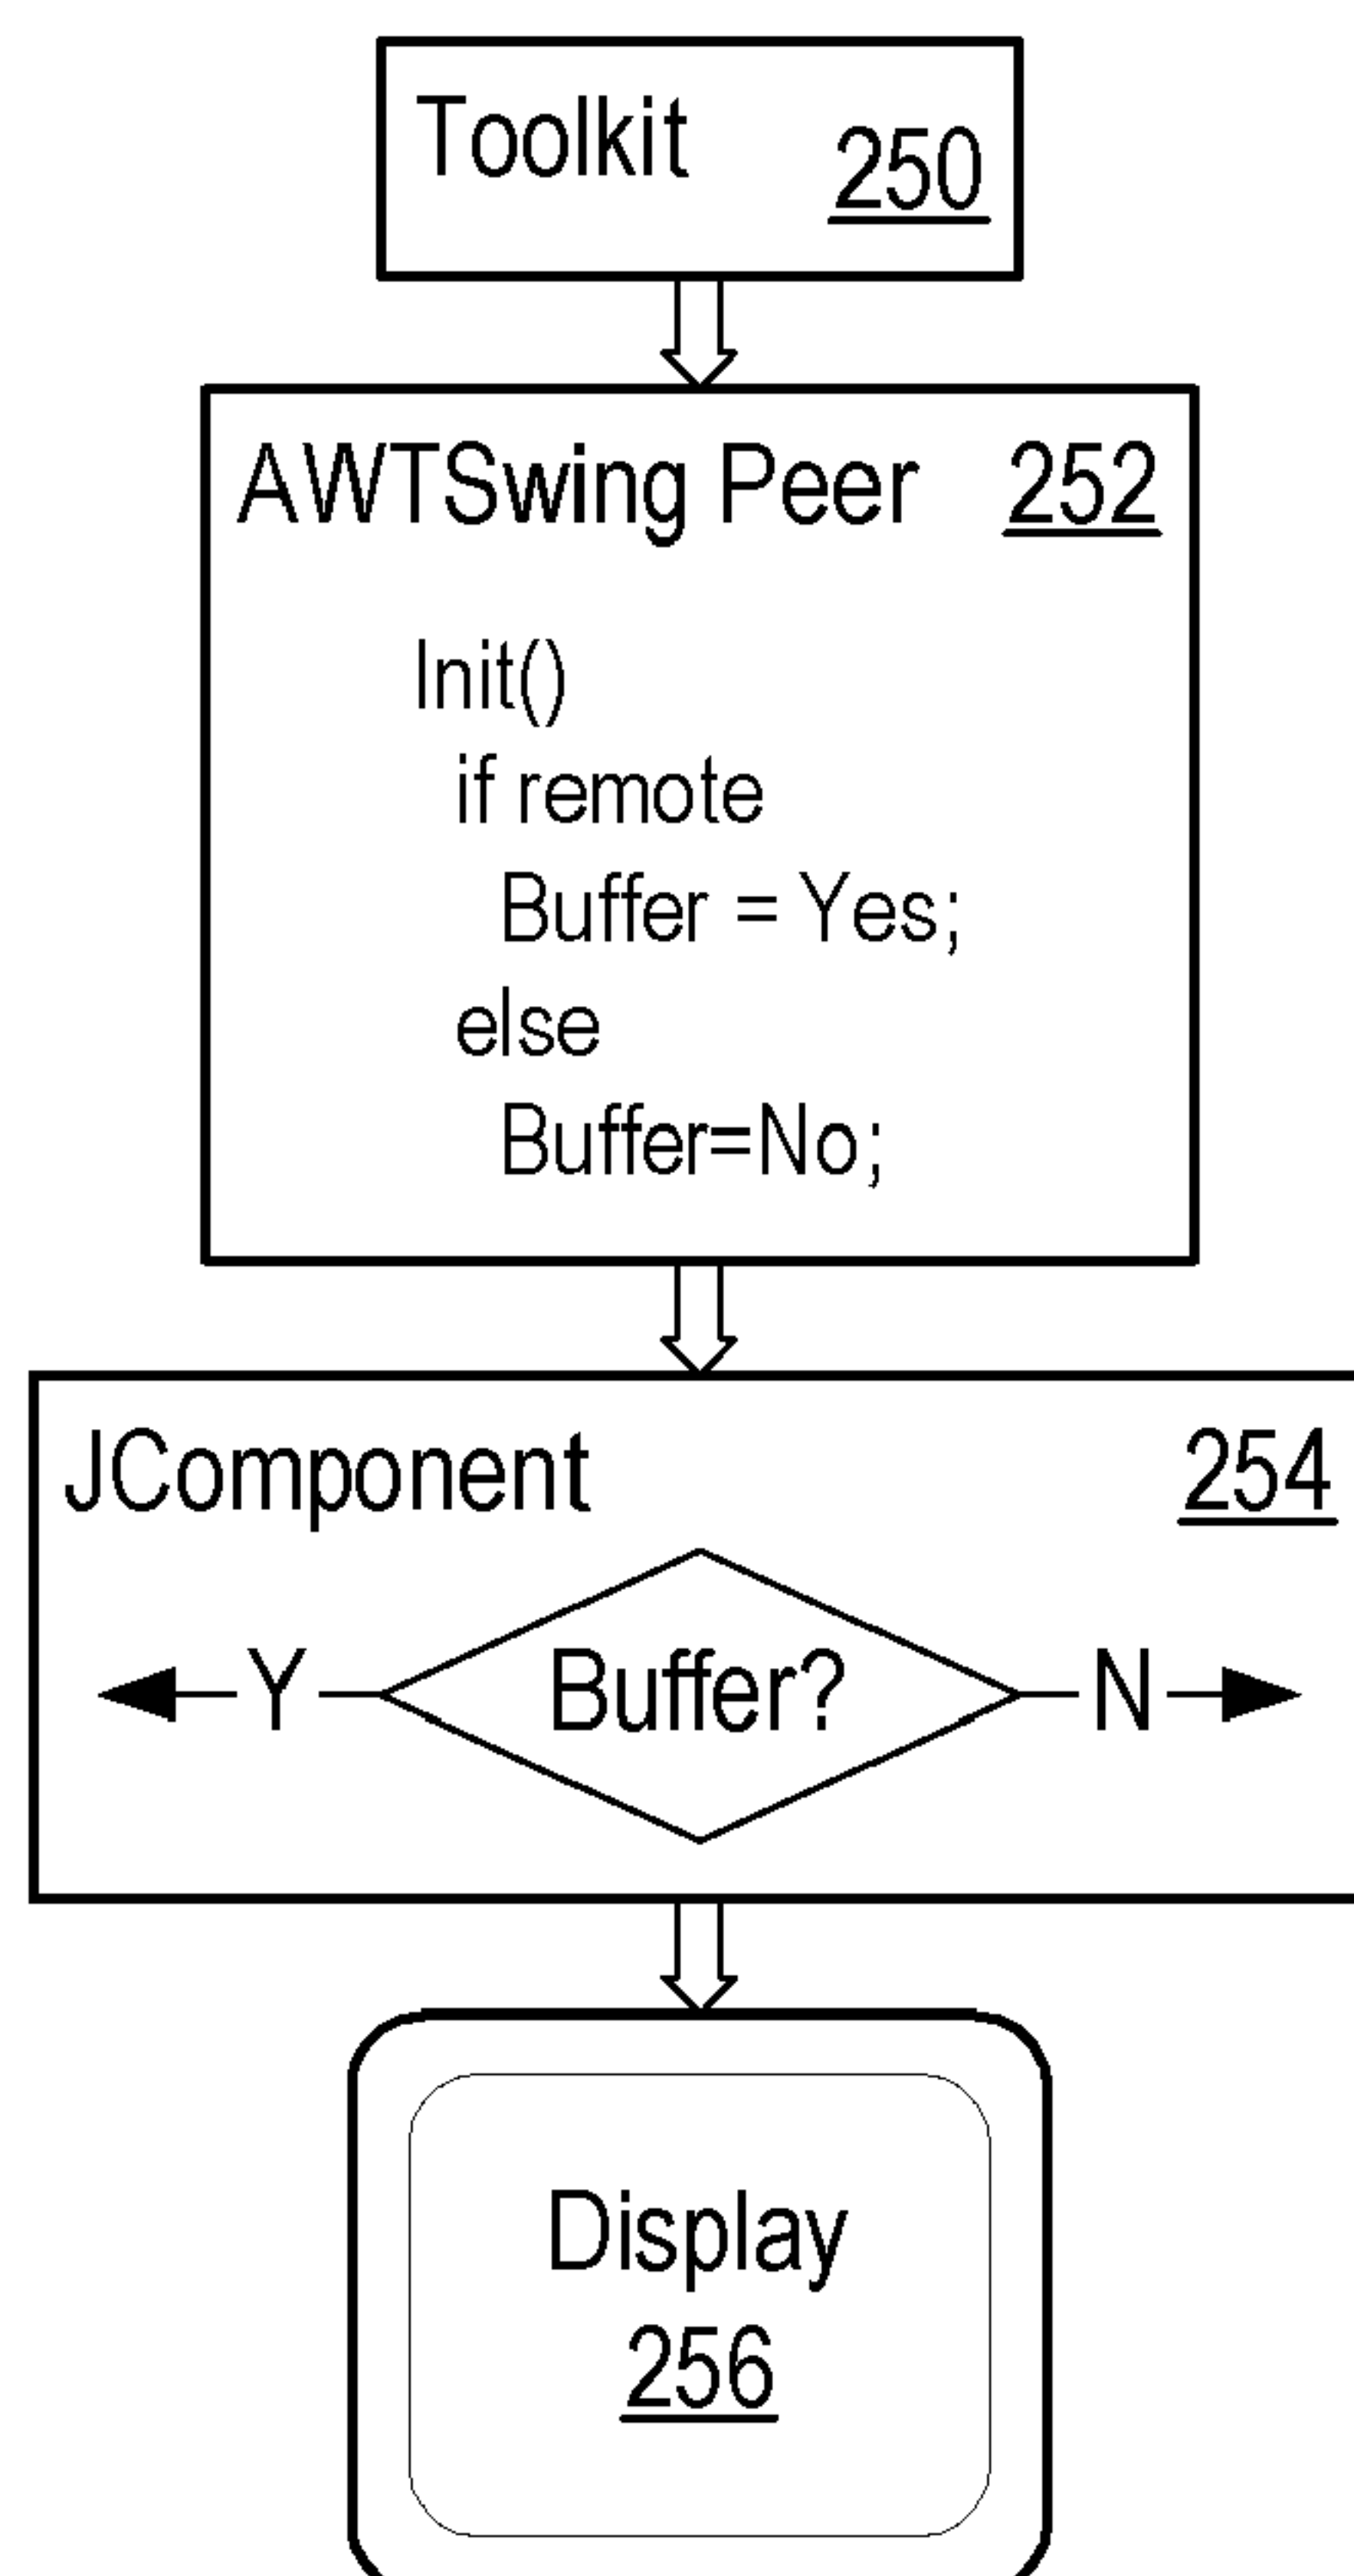 Toolkit 250
AWTSwing Peer 252
Init()
if remote
Buffer = Yes;
else
Buffer=No;
JComponent 254
Y Buffer? N
Display
256